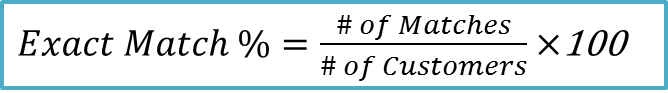 Exact Match % = # of Matches / # of Customers × 100